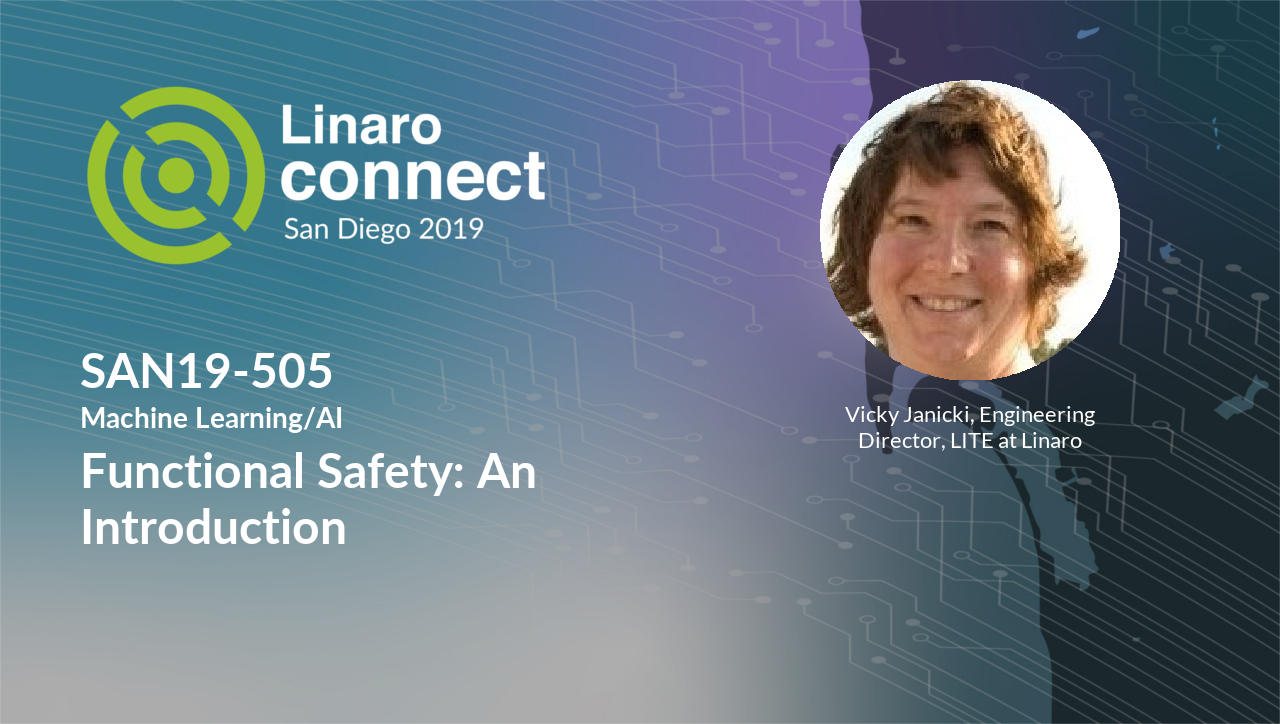 Linaro
connect
San Diego 2019
SAN19-505
Machine Learning/AI
Functional Safety: An
Introduction
Vicky Janicki, Engineering
Director, LITE at Linaro